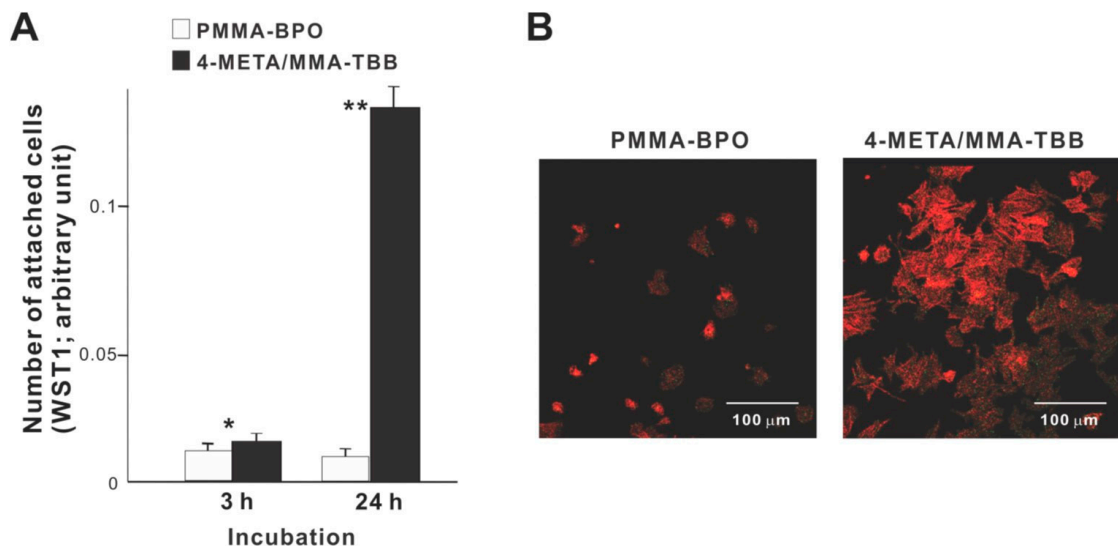 A
PMMA-BPO
4-META/MMA-TBB
Number of attached cells
(WST1; arbitrary unit)
0.1
0.05
0
*
**
3 h
24 h
Incubation
B
PMMA-BPO
4-META/MMA-TBB
100 μm
100 μm